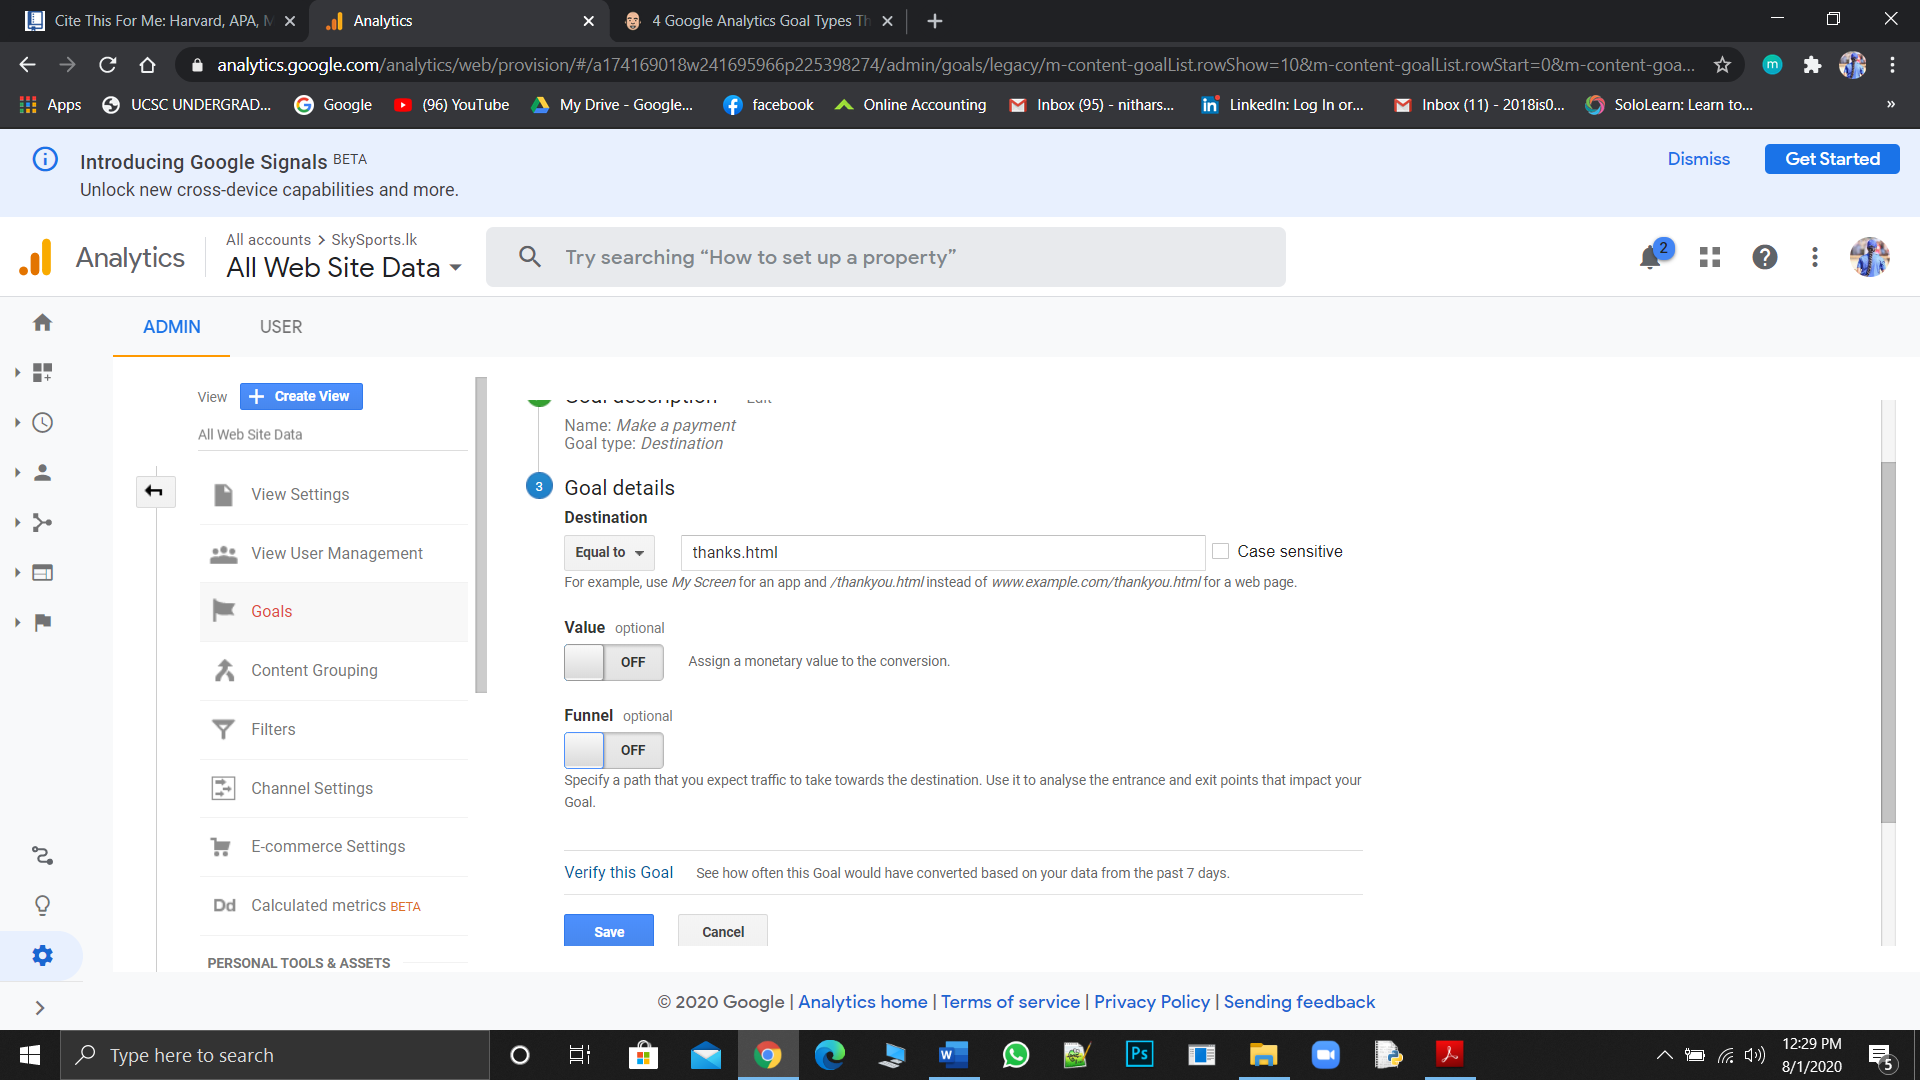 Cite This For Me: Harvard, APA, M
Analytics
4 Google Analytics Goal Types Th
analytics.google.com/analytics/web/provision/#/a174169018w241695966p225398274/admin/goals/legacy/m-content-goalList.rowShow=10&m-content-goalList.rowStart=0&m-content-goa...
m
Apps
UCSC UNDERGRAD...
Google
(96) YouTube
My Drive - Google...
facebook
Online Accounting
Inbox (95) - nithars...
LinkedIn: Log In or...
Inbox (11) - 2018is0...
SoloLearn: Learn to...
»
Introducing Google Signals BETA
Unlock new cross-device capabilities and more.
Dismiss
Get Started
Analytics
All accounts > SkySports.lk
All Web Site Data
Try searching “How to set up a property”
2
ADMIN
USER
View
Create View
All Web Site Data
View Settings
View User Management
Goals
Content Grouping
Filters
Channel Settings
E-commerce Settings
Dd Calculated metrics BETA
PERSONAL TOOLS & ASSETS
Goal description Edit
Name: Make a payment
Goal type: Destination
3 Goal details
Destination
Equal to
thanks.html
Case sensitive
For example, use My Screen for an app and /thankyou.html instead of www.example.com/thankyou.html for a web page.
Value optional
OFF
Assign a monetary value to the conversion.
Funnel optional
OFF
Specify a path that you expect traffic to take towards the destination. Use it to analyse the entrance and exit points that impact your
Goal.
Verify this Goal See how often this Goal would have converted based on your data from the past 7 days.
Save
Cancel
© 2020 Google | Analytics home | Terms of service | Privacy Policy | Sending feedback
Type here to search
Ps
12:29 PM
8/1/2020
5